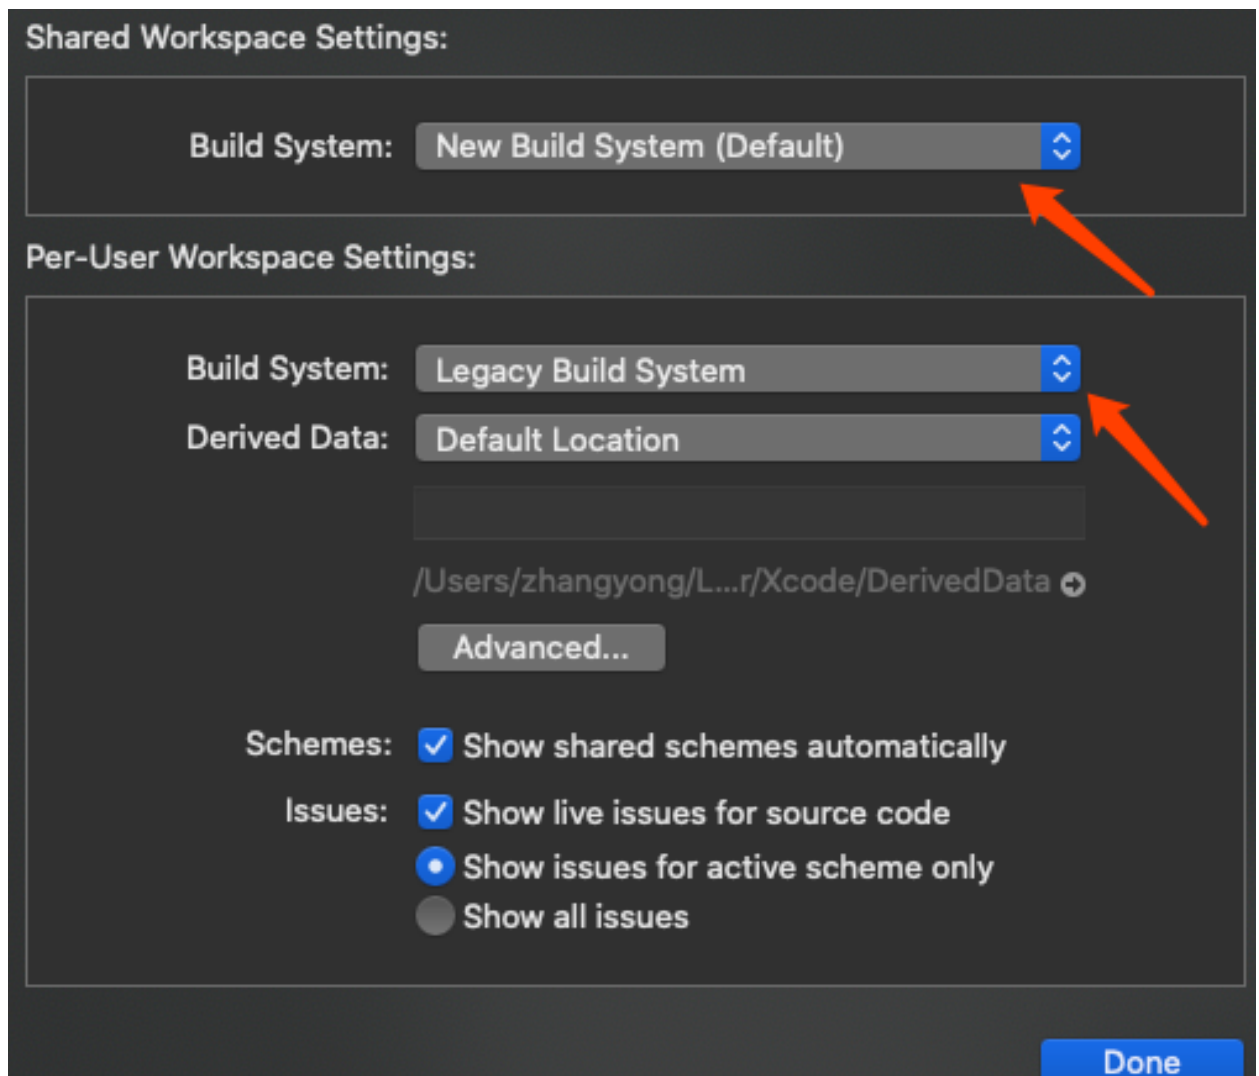 Shared Workspace Settings:
Build System: New Build System (Default)
Per-User Workspace Settings:
Build System: Legacy Build System
Derived Data: Default Location
/Users/zhangyong/L...r/Xcode/DerivedData
Advanced...
Schemes: Show shared schemes automatically
Issues: Show live issues for source code
Show issues for active scheme only
Show all issues
Done